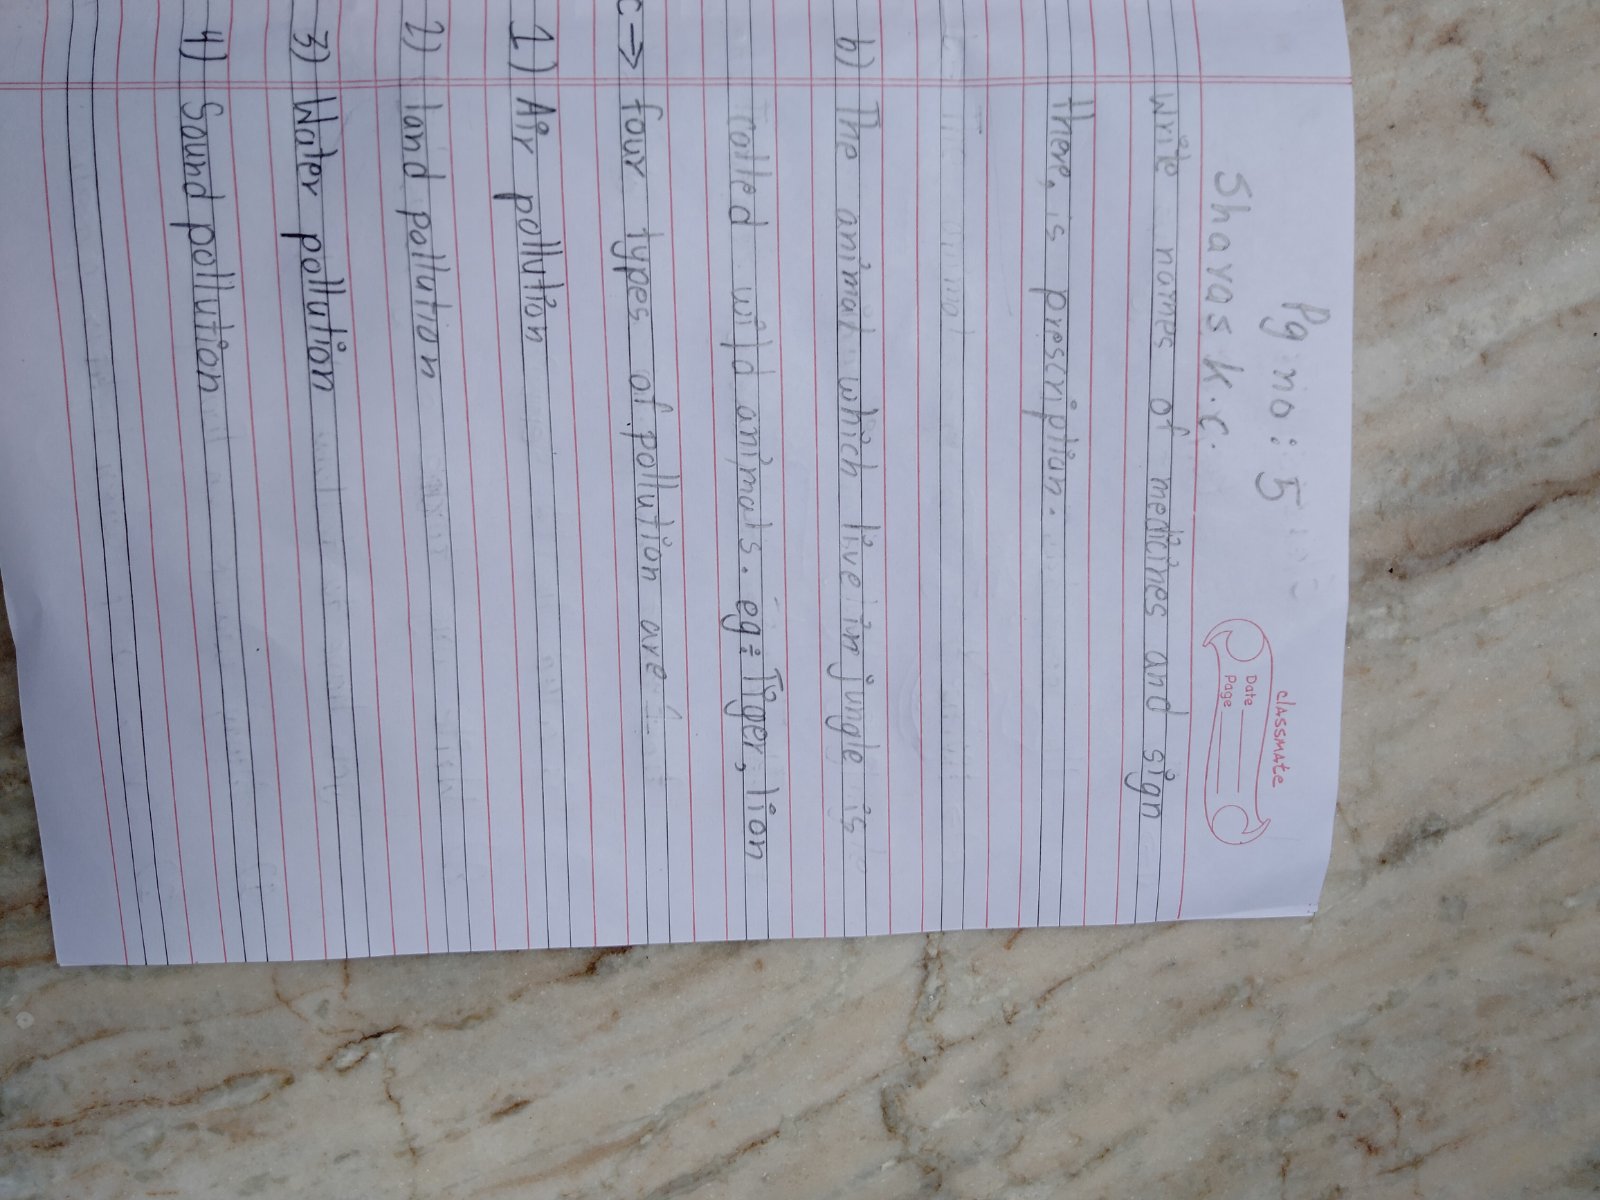 Pg no: 5
Sharas K.C.
classmate
Date
Page
write names of medicines and sign
there, is prescription.
b) The animal which live in jungle is
called wild animals. eg: Tiger, lion
c→ four types of pollution are
1) Air pollution
2) land pollution
3) Water pollution
4) Sound pollution